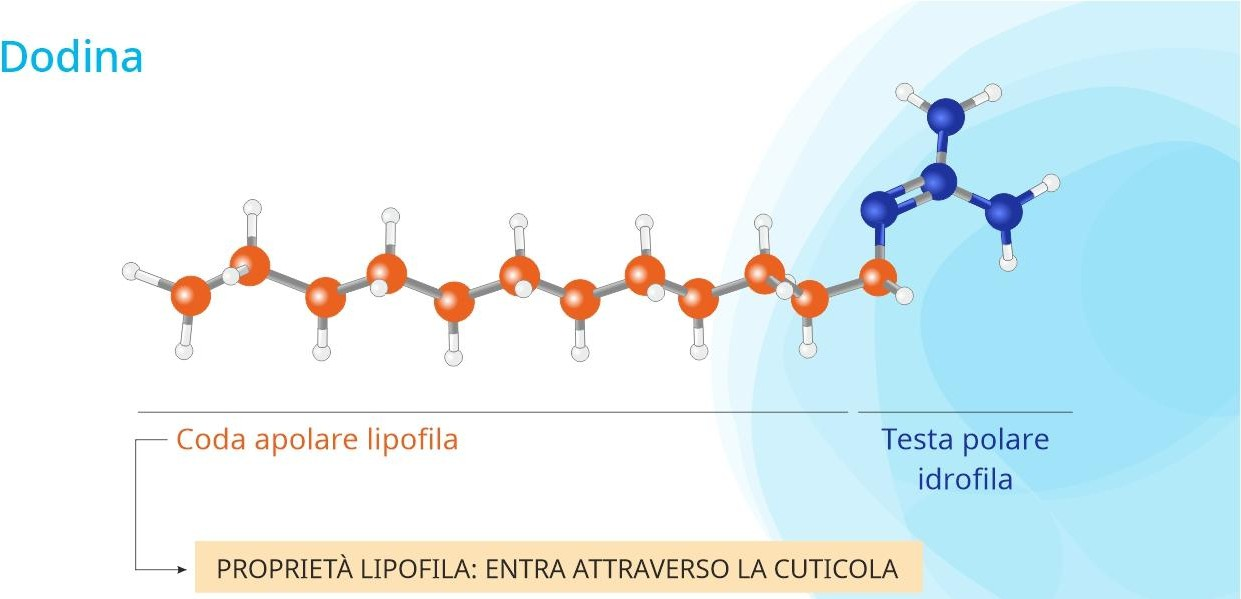 Dodina
Coda apolare lipofila
Testa polare
idrofila
PROPRIETÀ LIPOFILA: ENTRA ATTRAVERSO LA CUTICOLA